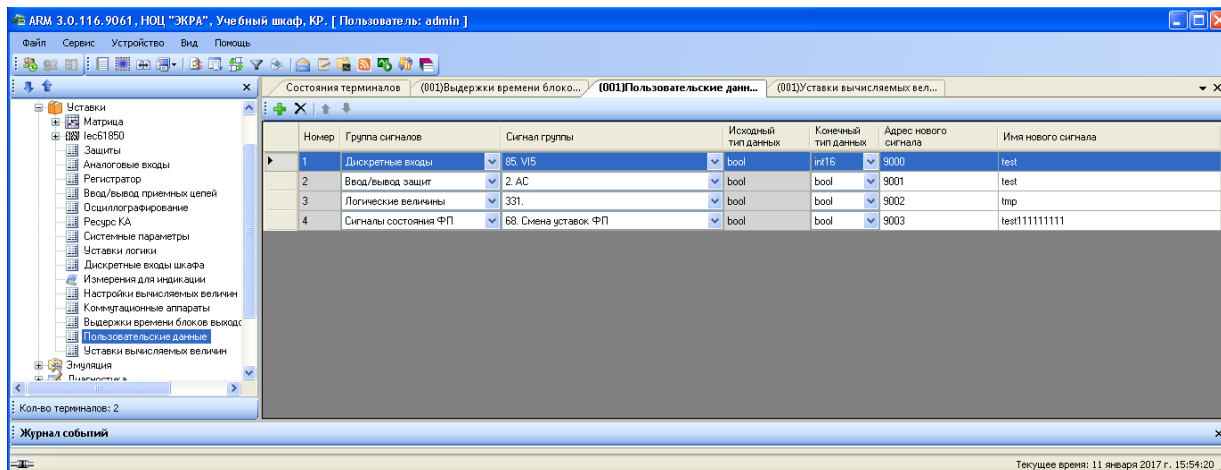 ARM 3.0.116.9061, НОЦ "ЭКРА", Учебный шкаф, КР. [ Пользователь: admin ]
Файл Сервис Устройство Вид Помощь
Состояния терминалов (001)Выдержки времени блоко... (001)Пользовательские данн... (001)Уставки вычисляемых вел...
Уставки
Матрица
Iec61850
Защиты
Аналоговые входы
Регистратор
Ввод/вывод приемных цепей
Осциллографирование
Ресурс КА
Системные параметры
Уставки логики
Дискретные входы шкафа
Измерения для индикации
Настройки вычисляемых величин
Коммутационные аппараты
Выдержки времени блоков выходо
Пользовательские данные
Уставки вычисляемых величин
Эмуляция
Диагностика
Кол-во терминалов: 2
Номер Группа сигналов Сигнал группы Исходный тип данных Конечный тип данных Адрес нового сигнала Имя нового сигнала
1 Дискретные входы 85. VI5 bool int16 9000 test
2 Ввод/вывод защит 2. АС bool bool 9001 test
3 Логические величины 331. bool bool 9002 tmp
4 Сигналы состояния ФП 68. Смена уставок ФП bool bool 9003 test111111111
Журнал событий
Текущее время: 11 января 2017 г. 15:54:20